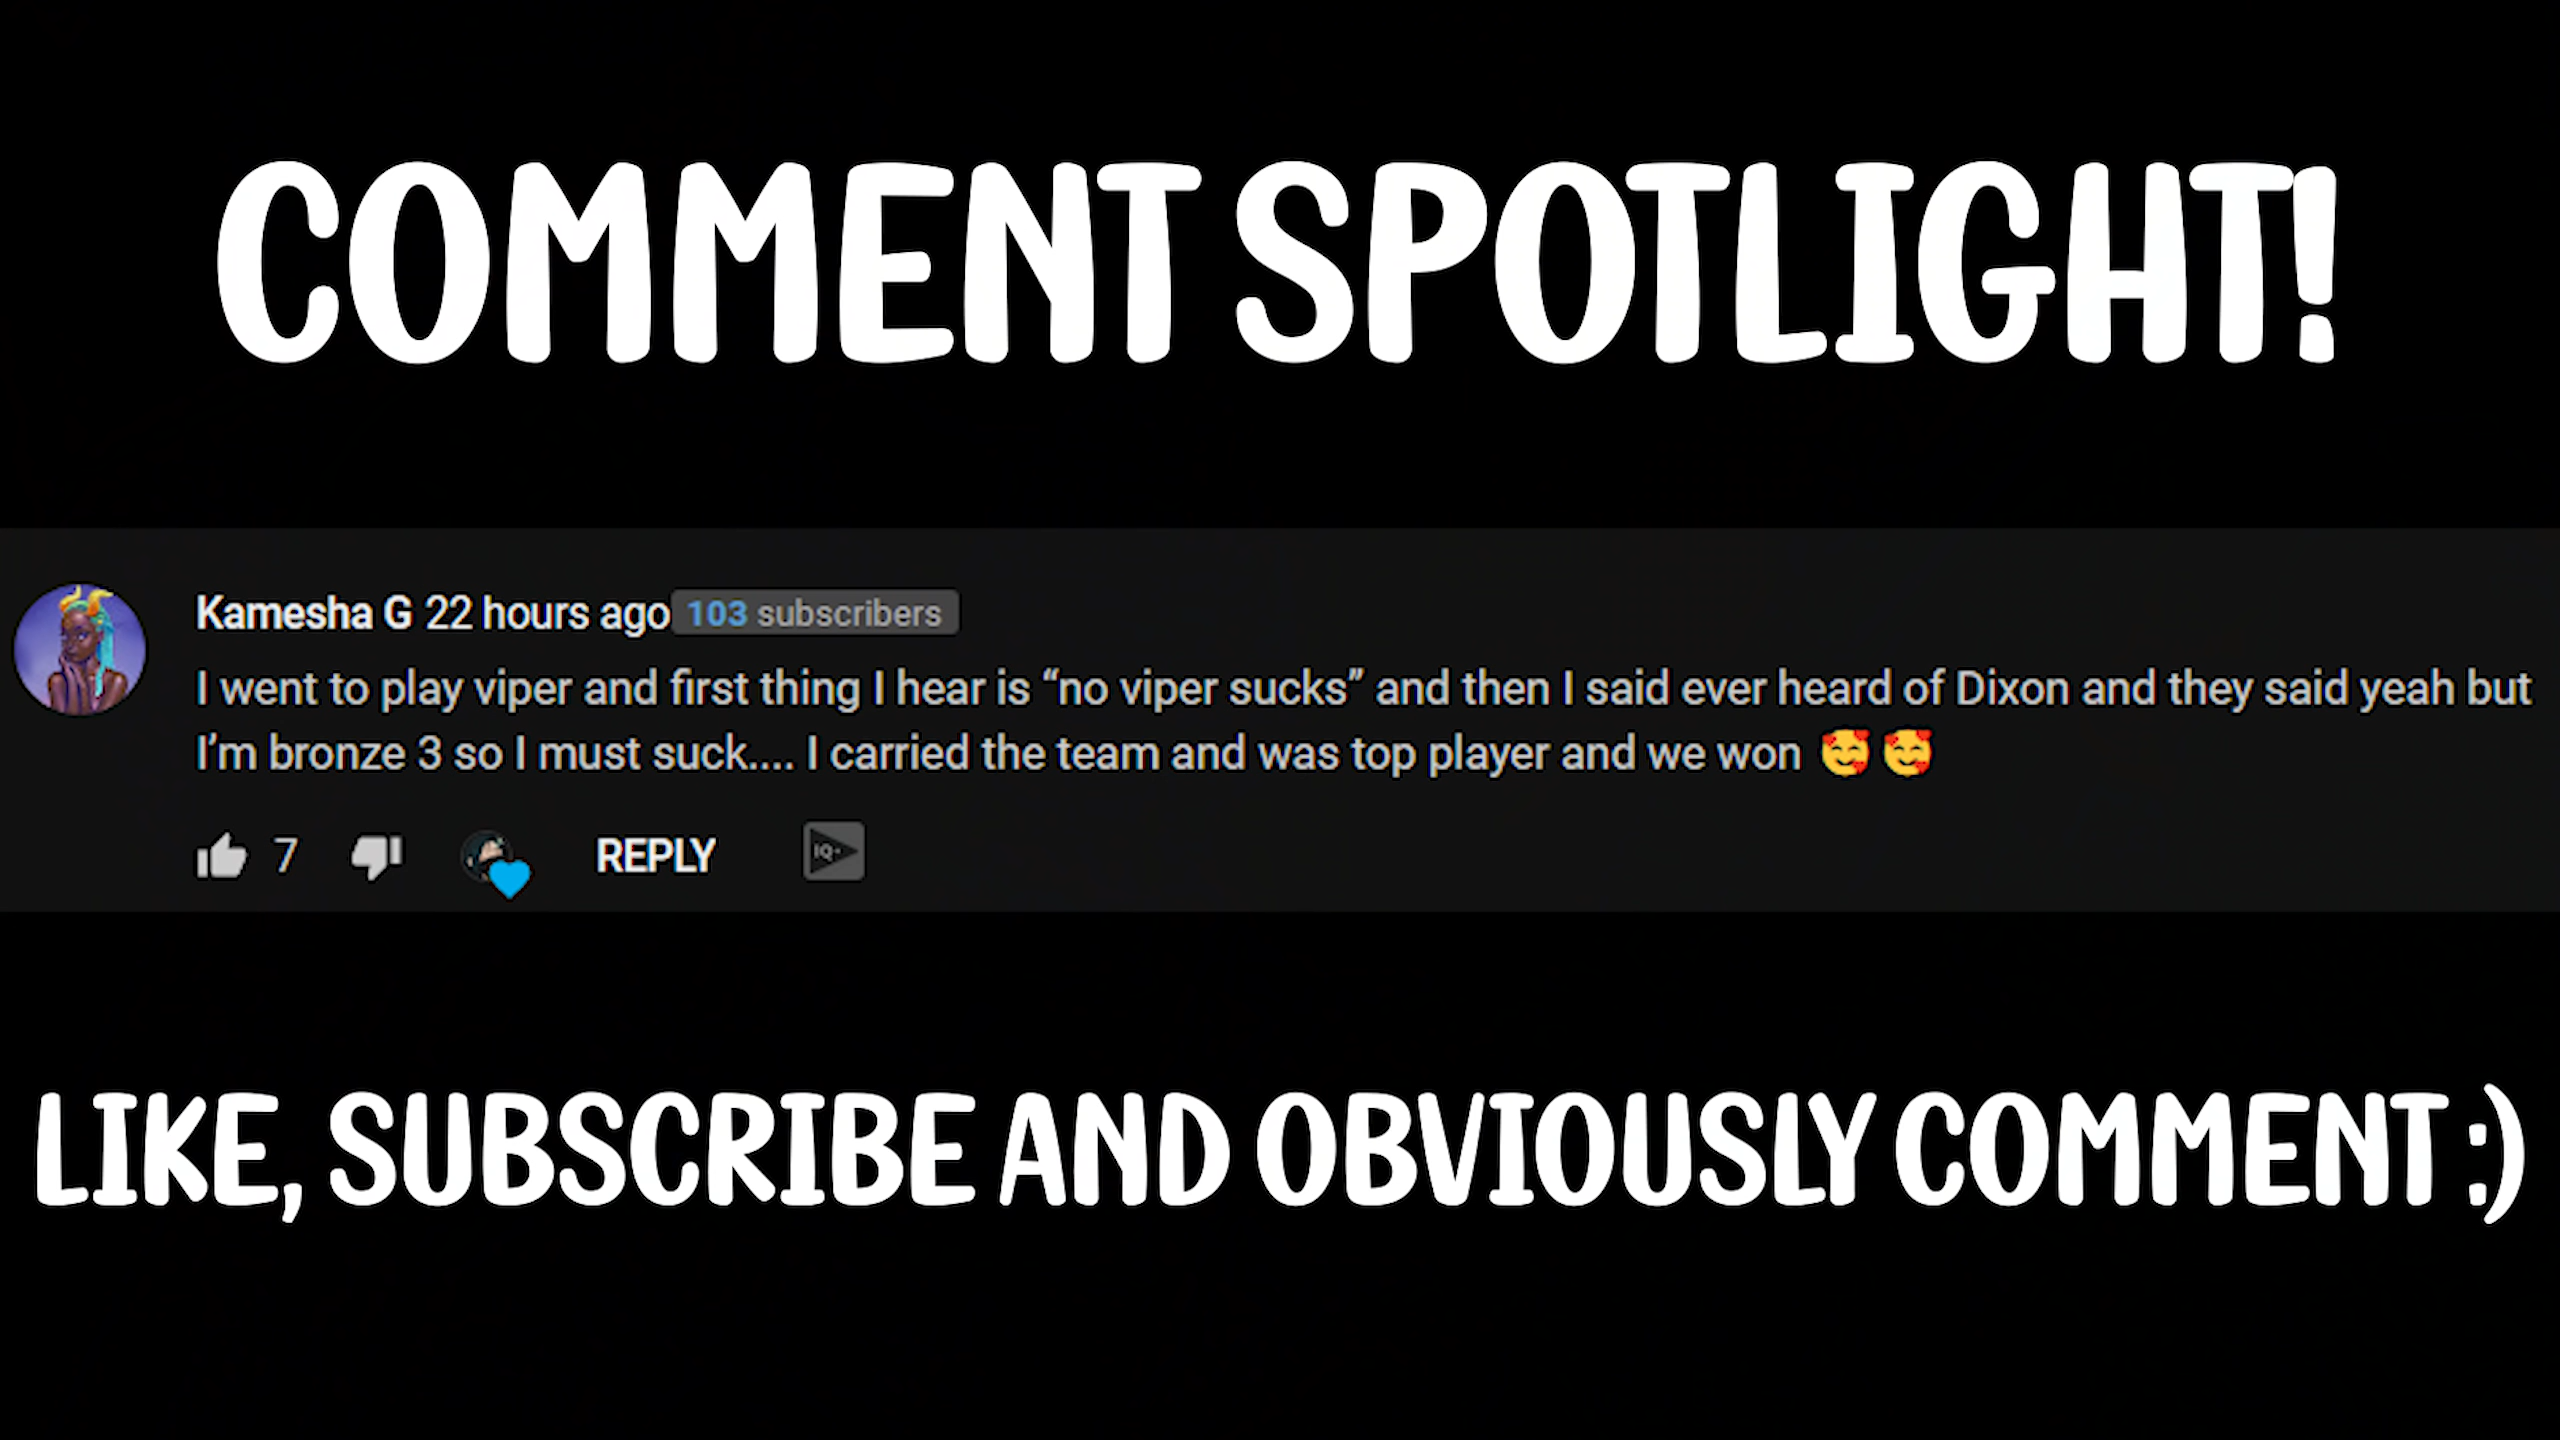 COMMENT SPOTLIGHT!
Kamesha G 22 hours ago 103 subscribers
I went to play viper and first thing I hear is “no viper sucks” and then I said ever heard of Dixon and they said yeah but
I’m bronze 3 so I must suck.... I carried the team and was top player and we won 🥰 🥰
7 REPLY IQ
LIKE, SUBSCRIBE AND OBVIOUSLY COMMENT :)